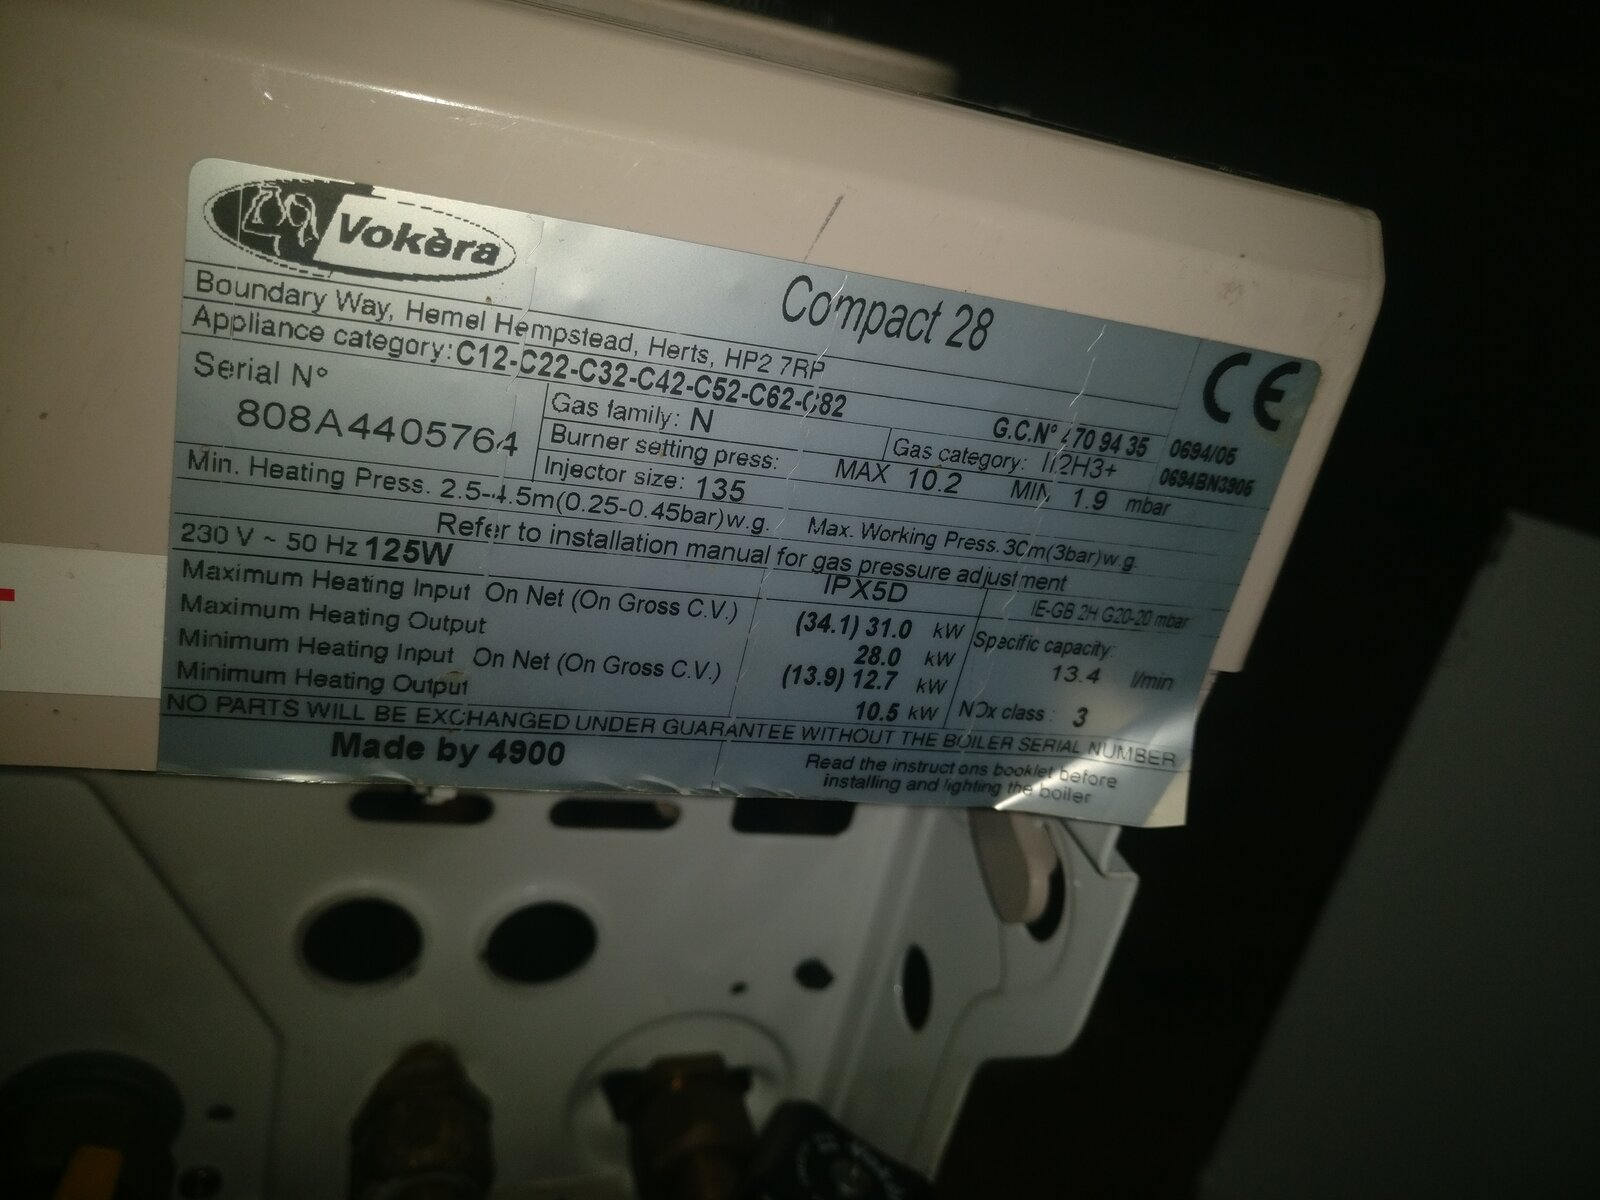 Vokèra
Compact 28
Boundary Way, Hemel Hempstead, Herts, HP2 7RP
Appliance category: C12-C22-C32-C42-C52-C62-C82
CE
Serial N°
808A4405764
Gas family: N
G.C.N° 470 94 35
0694/05
Burner setting press:
Gas category: II2H3+
0694BN3906
Injector size: 135
MAX 10.2 MIN 1.9 mbar
Min. Heating Press. 2.5-4.5m(0.25-0.45bar)w.g.
Max. Working Press. 30m(3bar)w.g.
Refer to installation manual for gas pressure adjustment
230 V ~ 50 Hz 125W
IPX5D
IE-GB 2H G20-20 mbar
Maximum Heating Input On Net (On Gross C.V.) (34.1) 31.0 kW
Maximum Heating Output 28.0 kW
Minimum Heating Input On Net (On Gross C.V.) (13.9) 12.7 kW
Minimum Heating Output 10.5 kW
Specific capacity:
13.4 l/min
NOx class : 3
NO PARTS WILL BE EXCHANGED UNDER GUARANTEE WITHOUT THE BOILER SERIAL NUMBER
Made by 4900
Read the instructions booklet before
installing and lighting the boiler